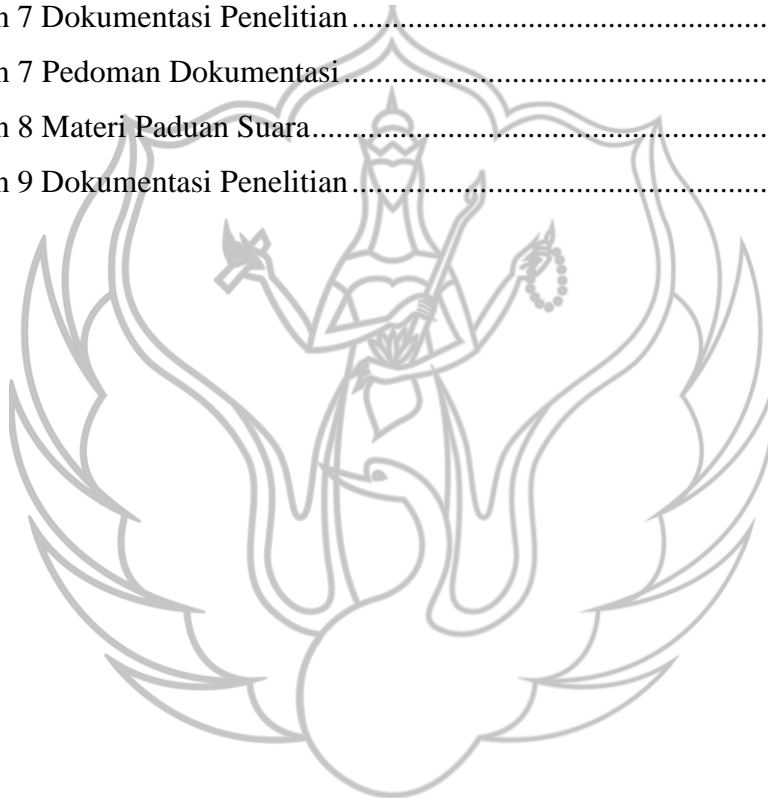 n 7 Dokumentasi Penelitian................................................
n 7 Pedoman Dokumentasi.................................................
n 8 Materi Paduan Suara.....................................................
n 9 Dokumentasi Penelitian................................................